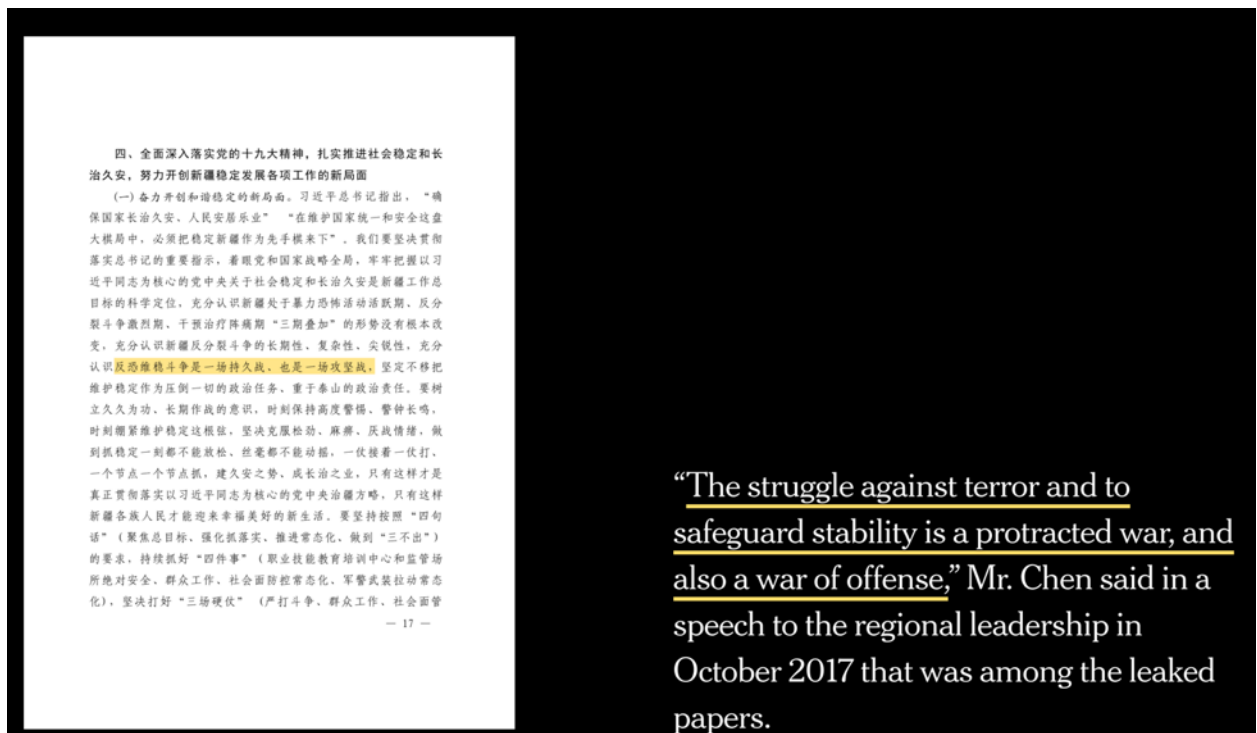 四、全面深入落实党的十九大精神，扎实推进社会稳定和长
治久安，努力开创新疆稳定发展各项工作的新局面
(一) 奋力开创和谐稳定的新局面。习近平总书记指出，“确
保国家长治久安、人民安居乐业” “在维护国家统一和安全这盘
大棋局中，必须把稳定新疆作为先手棋来下”。我们要坚决贯彻
落实总书记的重要指示，着眼党和国家战略全局，牢牢把握以习
近平同志为核心的党中央关于社会稳定和长治久安是新疆工作总
目标的科学定位，充分认识新疆处于暴力恐怖活动活跃期、反分
裂斗争激烈期、干预治疗阵痛期“三期叠加”的形势没有根本改
变，充分认识新疆反分裂斗争的长期性、复杂性、尖锐性，充分
认识反恐维稳斗争是一场持久战、也是一场攻坚战，坚定不移把
维护稳定作为压倒一切的政治任务、重于泰山的政治责任。要树
立久久为功、长期作战的意识，时刻保持高度警惕、警钟长鸣，
时刻绷紧维护稳定这根弦，坚决克服松劲、麻痹、厌战情绪，做
到抓稳定一刻都不能放松、丝毫都不能动摇，一仗接着一仗打、
一个节点一个节点抓，建久安之势、成长治之业，只有这样才是
真正贯彻落实以习近平同志为核心的党中央治疆方略，只有这样
新疆各族人民才能迎来幸福美好的新生活。要坚持按照“四句
话”（聚焦总目标、强化抓落实、推进常态化、做到“三不出”）
的要求，持续抓好“四件事”（职业技能教育培训中心和监管场
所绝对安全、群众工作、社会面防控常态化、军警武装拉动常态
化），坚决打好“三场硬仗” （严打斗争、群众工作、社会面管
— 17 —
“The struggle against terror and to
safeguard stability is a protracted war, and
also a war of offense,” Mr. Chen said in a
speech to the regional leadership in
October 2017 that was among the leaked
papers.